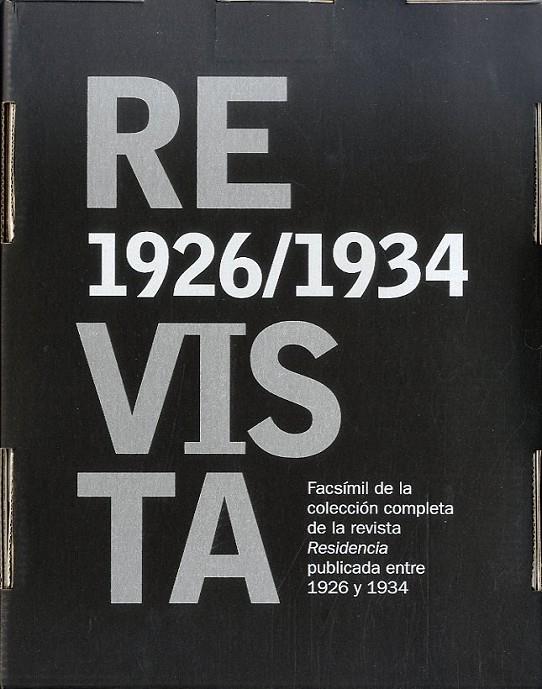 RE
1926/1934
VIS
TA
Facsímil de la
colección completa
de la revista
Residencia
publicada entre
1926 y 1934